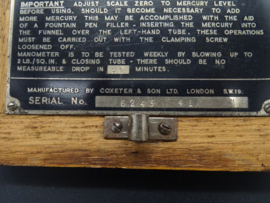 IMPORTANT ADJUST SCALE ZERO TO MERCURY LEVEL
BEFORE USING. SHOULD IT BECOME NECESSARY TO ADD
MORE MERCURY THIS MAY BE ACCOMPLISHED WITH THE AID
OF A FOUNTAIN PEN FILLER - INSERTING THE MERCURY INTO
THE FUNNEL OVER THE LEFT-HAND TUBE, THESE OPERATIONS
MUST BE CARRIED OUT WITH THE CLAMPING SCREW
LOOSENED OFF.
MANOMETER IS TO BE TESTED WEEKLY BY BLOWING UP TO
2 LB./SQ.IN. & CLOSING TUBE - THERE SHOULD BE NO
MEASUREABLE DROP IN MINUTES.
MANUFACTURED BY COXETER & SON LTD. LONDON S.W.19.
SERIAL No.